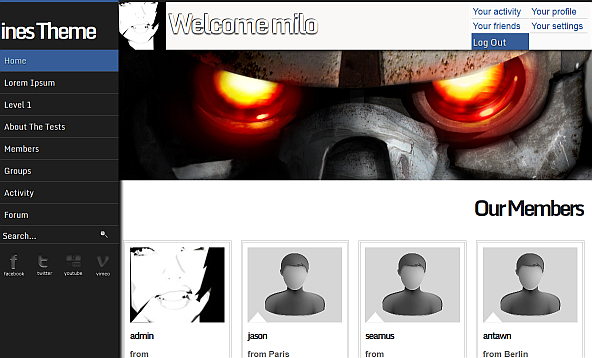 ines Theme
Home
Lorem Ipsum
Level 1
About The Tests
Members
Groups
Activity
Forum
Search...
facebook
twitter
youtube
vimeo
Welcome milo
Your activity Your profile
Your friends Your settings
Log Out
Our Members
admin
from
jason
from Paris
seamus
from
antawn
from Berlin